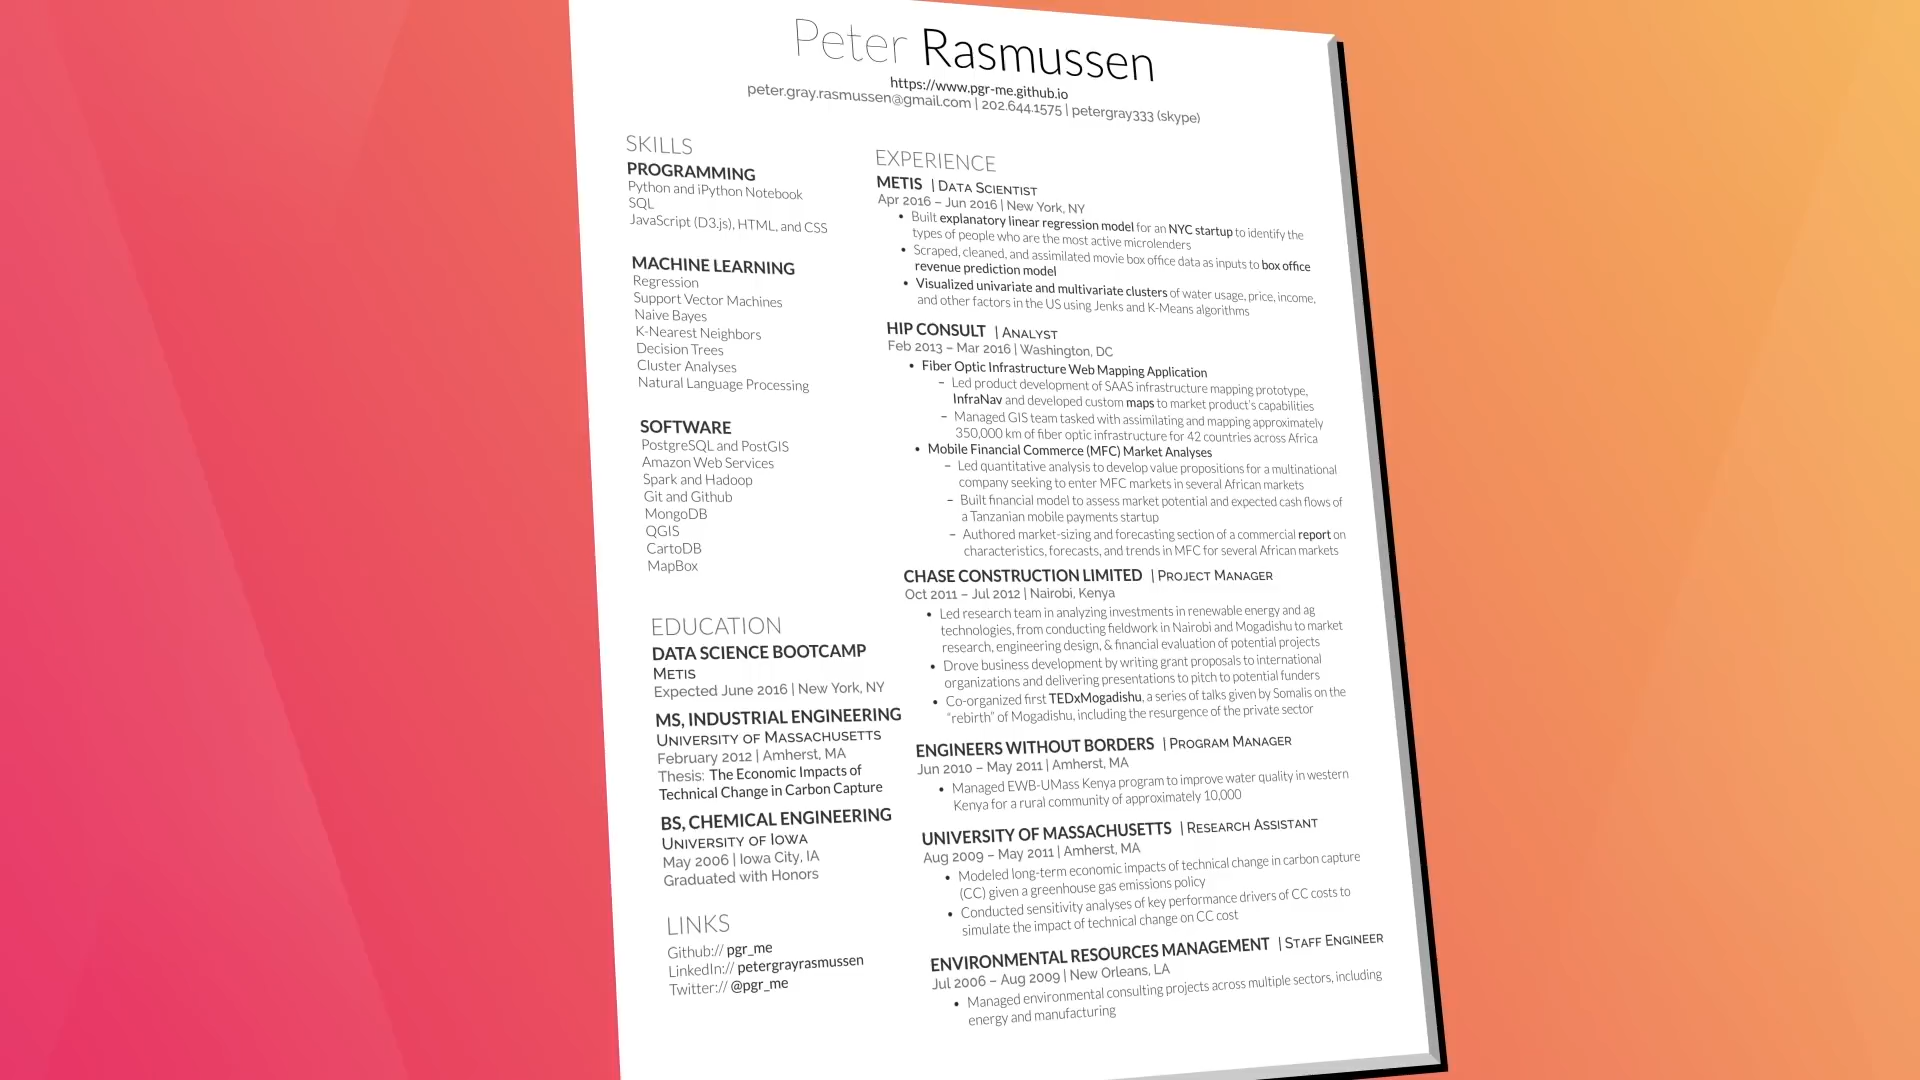 Peter Rasmussen
https://www.pgr-me.github.io
peter.gray.rasmussen@gmail.com | 202.644.1575 | petergray333 (skype)
SKILLS
PROGRAMMING
Python and iPython Notebook
SQL
JavaScript (D3.js), HTML, and CSS
MACHINE LEARNING
Regression
Support Vector Machines
Naive Bayes
K-Nearest Neighbors
Decision Trees
Cluster Analyses
Natural Language Processing
SOFTWARE
PostgreSQL and PostGIS
Amazon Web Services
Spark and Hadoop
Git and Github
MongoDB
QGIS
CartoDB
MapBox
EDUCATION
DATA SCIENCE BOOTCAMP
METIS
Expected June 2016 | New York, NY
MS, INDUSTRIAL ENGINEERING
UNIVERSITY OF MASSACHUSETTS
February 2012 | Amherst, MA
Thesis: The Economic Impacts of
Technical Change in Carbon Capture
BS, CHEMICAL ENGINEERING
UNIVERSITY OF IOWA
May 2006 | Iowa City, IA
Graduated with Honors
LINKS
Github:// pgr_me
LinkedIn:// petergrayrasmussen
Twitter:// @pgr_me
EXPERIENCE
METIS | DATA SCIENTIST
Apr 2016 – Jun 2016 | New York, NY
• Built explanatory linear regression model for an NYC startup to identify the
types of people who are the most active microlenders
• Scraped, cleaned, and assimilated movie box office data as inputs to box office
revenue prediction model
• Visualized univariate and multivariate clusters of water usage, price, income,
and other factors in the US using Jenks and K-Means algorithms
HIP CONSULT | ANALYST
Feb 2013 – Mar 2016 | Washington, DC
• Fiber Optic Infrastructure Web Mapping Application
– Led product development of SAAS infrastructure mapping prototype,
InfraNav and developed custom maps to market product's capabilities
– Managed GIS team tasked with assimilating and mapping approximately
350,000 km of fiber optic infrastructure for 42 countries across Africa
• Mobile Financial Commerce (MFC) Market Analyses
– Led quantitative analysis to develop value propositions for a multinational
company seeking to enter MFC markets in several African markets
– Built financial model to assess market potential and expected cash flows of
a Tanzanian mobile payments startup
– Authored market-sizing and forecasting section of a commercial report on
characteristics, forecasts, and trends in MFC for several African markets
CHASE CONSTRUCTION LIMITED | PROJECT MANAGER
Oct 2011 – Jul 2012 | Nairobi, Kenya
• Led research team in analyzing investments in renewable energy and ag
technologies, from conducting fieldwork in Nairobi and Mogadishu to market
research, engineering design, & financial evaluation of potential projects
• Drove business development by writing grant proposals to international
organizations and delivering presentations to pitch to potential funders
• Co-organized first TEDxMogadishu, a series of talks given by Somalis on the
“rebirth” of Mogadishu, including the resurgence of the private sector
ENGINEERS WITHOUT BORDERS | PROGRAM MANAGER
Jun 2010 – May 2011 | Amherst, MA
• Managed EWB-UMass Kenya program to improve water quality in western
Kenya for a rural community of approximately 10,000
UNIVERSITY OF MASSACHUSETTS | RESEARCH ASSISTANT
Aug 2009 – May 2011 | Amherst, MA
• Modeled long-term economic impacts of technical change in carbon capture
(CC) given a greenhouse gas emissions policy
• Conducted sensitivity analyses of key performance drivers of CC costs to
simulate the impact of technical change on CC cost
ENVIRONMENTAL RESOURCES MANAGEMENT | STAFF ENGINEER
Jul 2006 – Aug 2009 | New Orleans, LA
• Managed environmental consulting projects across multiple sectors, including
energy and manufacturing